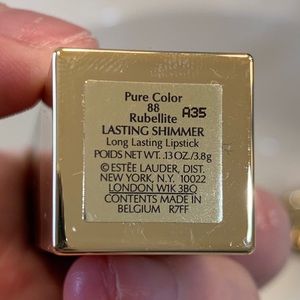 Pure Color
88
Rubellite A35
LASTING SHIMMER
Long Lasting Lipstick
POIDS NET WT. .13 OZ./3.8g
©ESTÉE LAUDER, DIST.
NEW YORK, N.Y. 10022
LONDON W1K 3BQ
CONTENTS MADE IN
BELGIUM R7FF